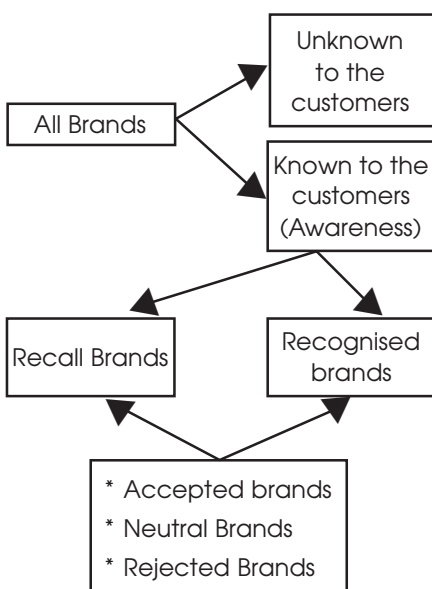 Unknown
to the
customers
All Brands
Known to the
customers
(Awareness)
Recall Brands
Recognised
brands
* Accepted brands
* Neutral Brands
* Rejected Brands